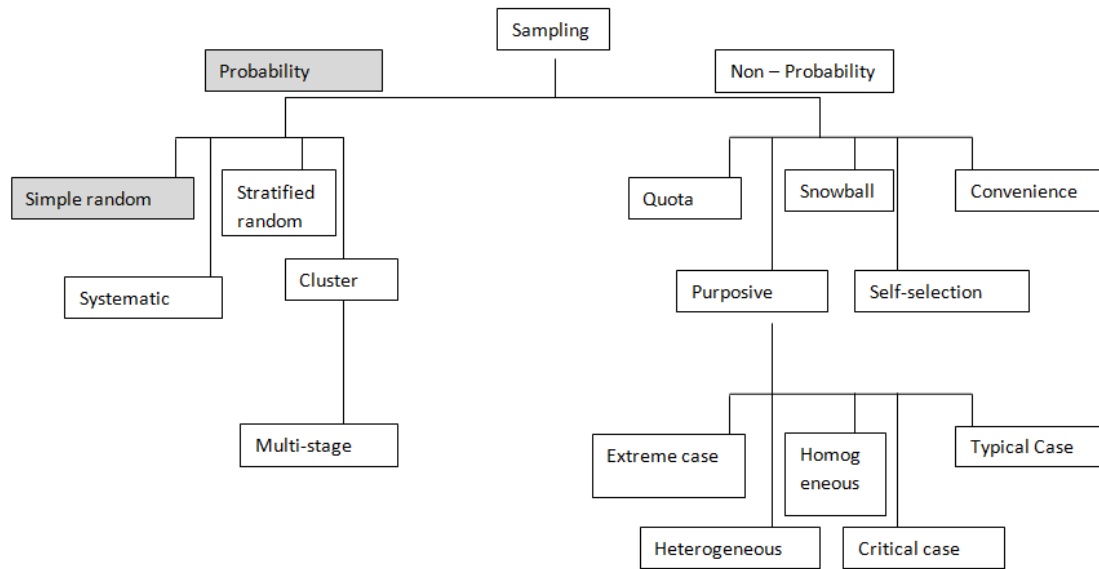 Sampling
Probability
Non – Probability
Simple random
Stratified
random
Quota
Snowball
Convenience
Systematic
Cluster
Purposive
Self-selection
Multi-stage
Extreme case
Homog
eneous
Typical Case
Heterogeneous
Critical case